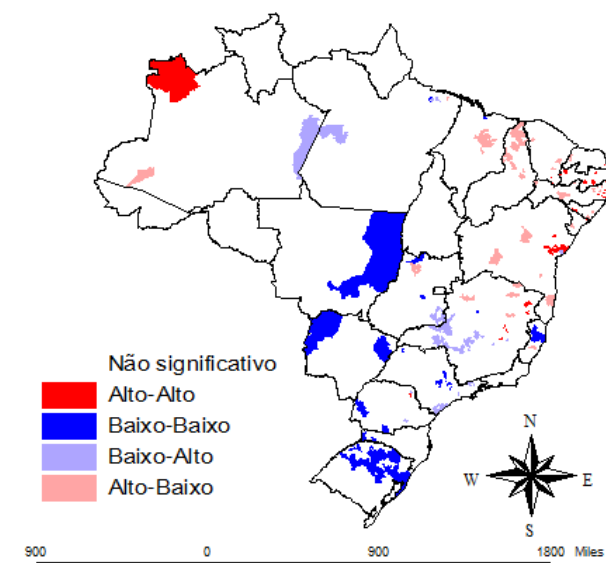 Não significativo
Alto-Alto
Baixo-Baixo
Baixo-Alto
Alto-Baixo
N
W E
S
900 0 900 1800 Miles